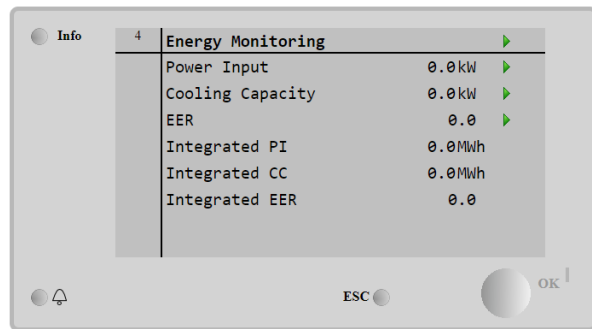 Info
4 Energy Monitoring
Power Input 0.0kW
Cooling Capacity 0.0kW
EER 0.0
Integrated PI 0.0MWh
Integrated CC 0.0MWh
Integrated EER 0.0
ESC
OK